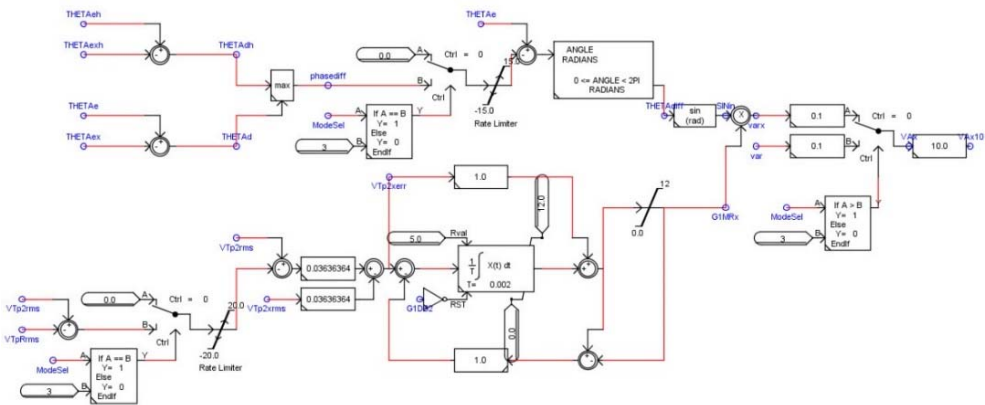 THETAeh
THETAexh
THETAdh
THETAe
THETAex
THETAd
max
phasediff
0.0
A
Ctrl = 0
B
Ctrl
ModeSel
3
A
B
If A == B
Y= 1
Else
Y= 0
EndIf
Y
15.0
-15.0
Rate Limiter
THETAe
ANGLE
RADIANS
0 <= ANGLE < 2PI
RADIANS
THETAdiff
sin
(rad)
SINin
X
varx
0.1
A
Ctrl = 0
var
0.1
B
Ctrl
VAx
10.0
VAx10
ModeSel
3
A
B
If A > B
Y= 1
Else
Y= 0
EndIf
Y
VTp2xerr
1.0
12.0
12
0.0
G1MRx
5.0
Rval
1
T
X(t) dt
T= 0.002
RST
0.0
1.0
VTp2rms
0.03636364
0.03636364
VTp2xrms
VTp2rms
VTpRrms
0.0
A
Ctrl = 0
B
Ctrl
ModeSel
3
A
B
If A == B
Y= 1
Else
Y= 0
EndIf
Y
20.0
-20.0
Rate Limiter